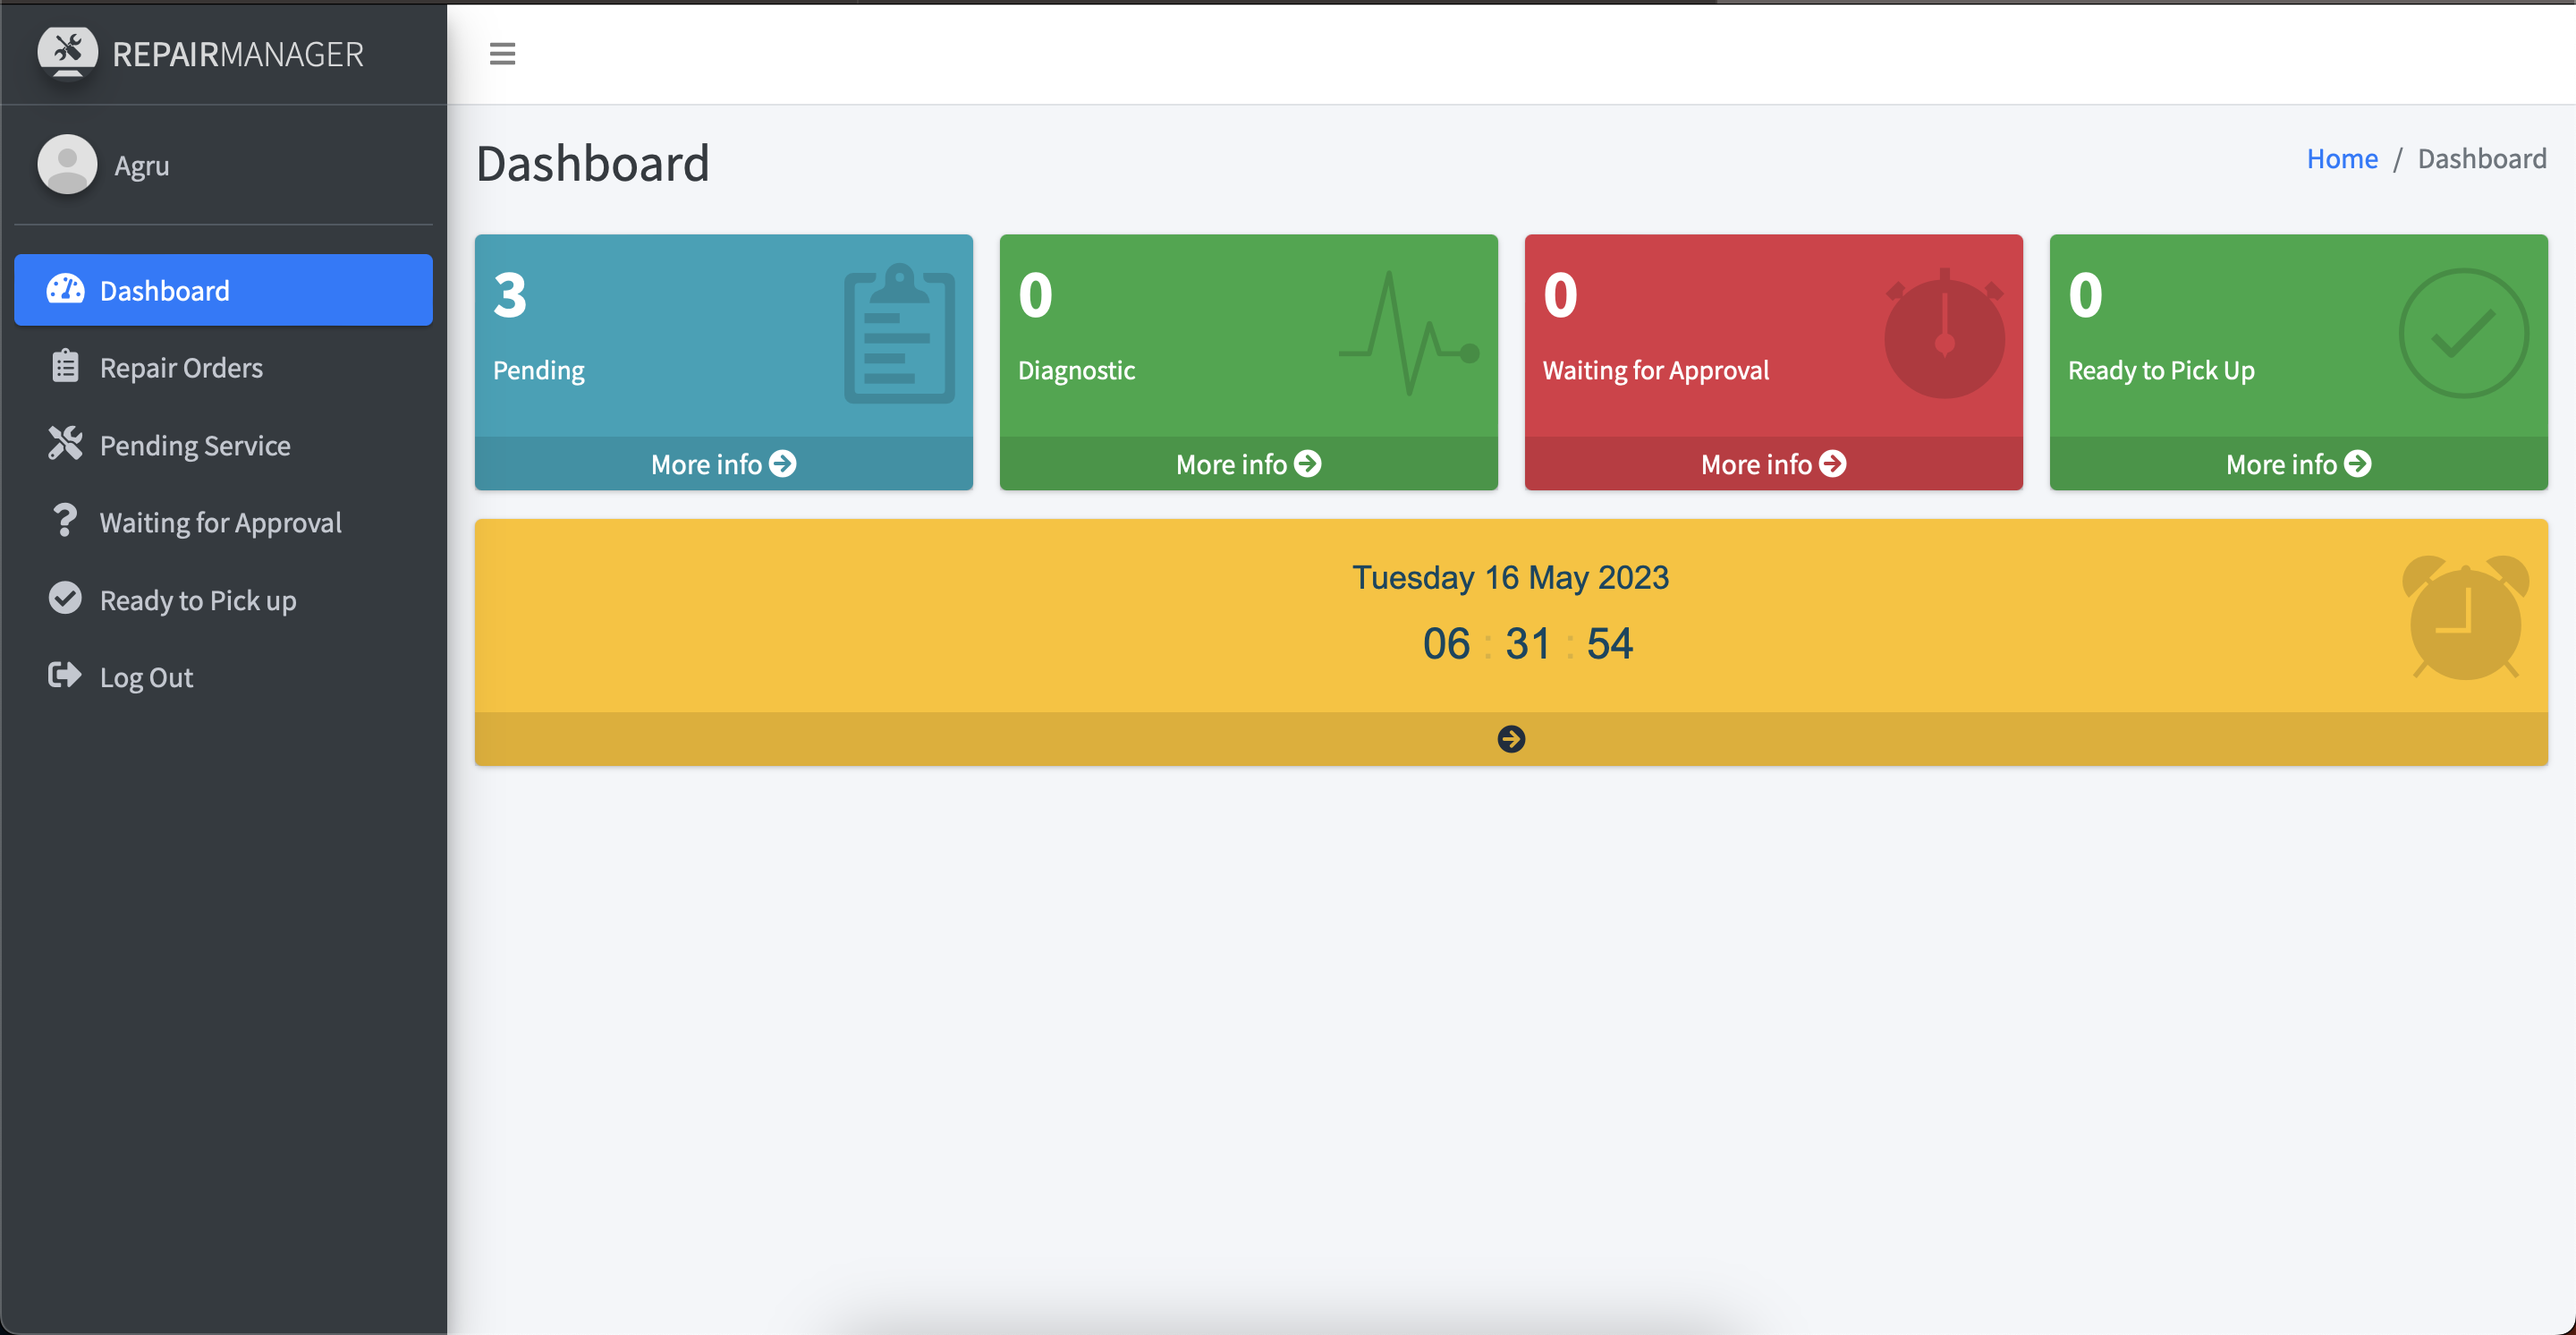 REPAIRMANAGER
Agru
Dashboard
Repair Orders
Pending Service
Waiting for Approval
Ready to Pick up
Log Out
Dashboard
Home / Dashboard
3
Pending
More info
0
Diagnostic
More info
0
Waiting for Approval
More info
0
Ready to Pick Up
More info
Tuesday 16 May 2023
06 : 31 : 54